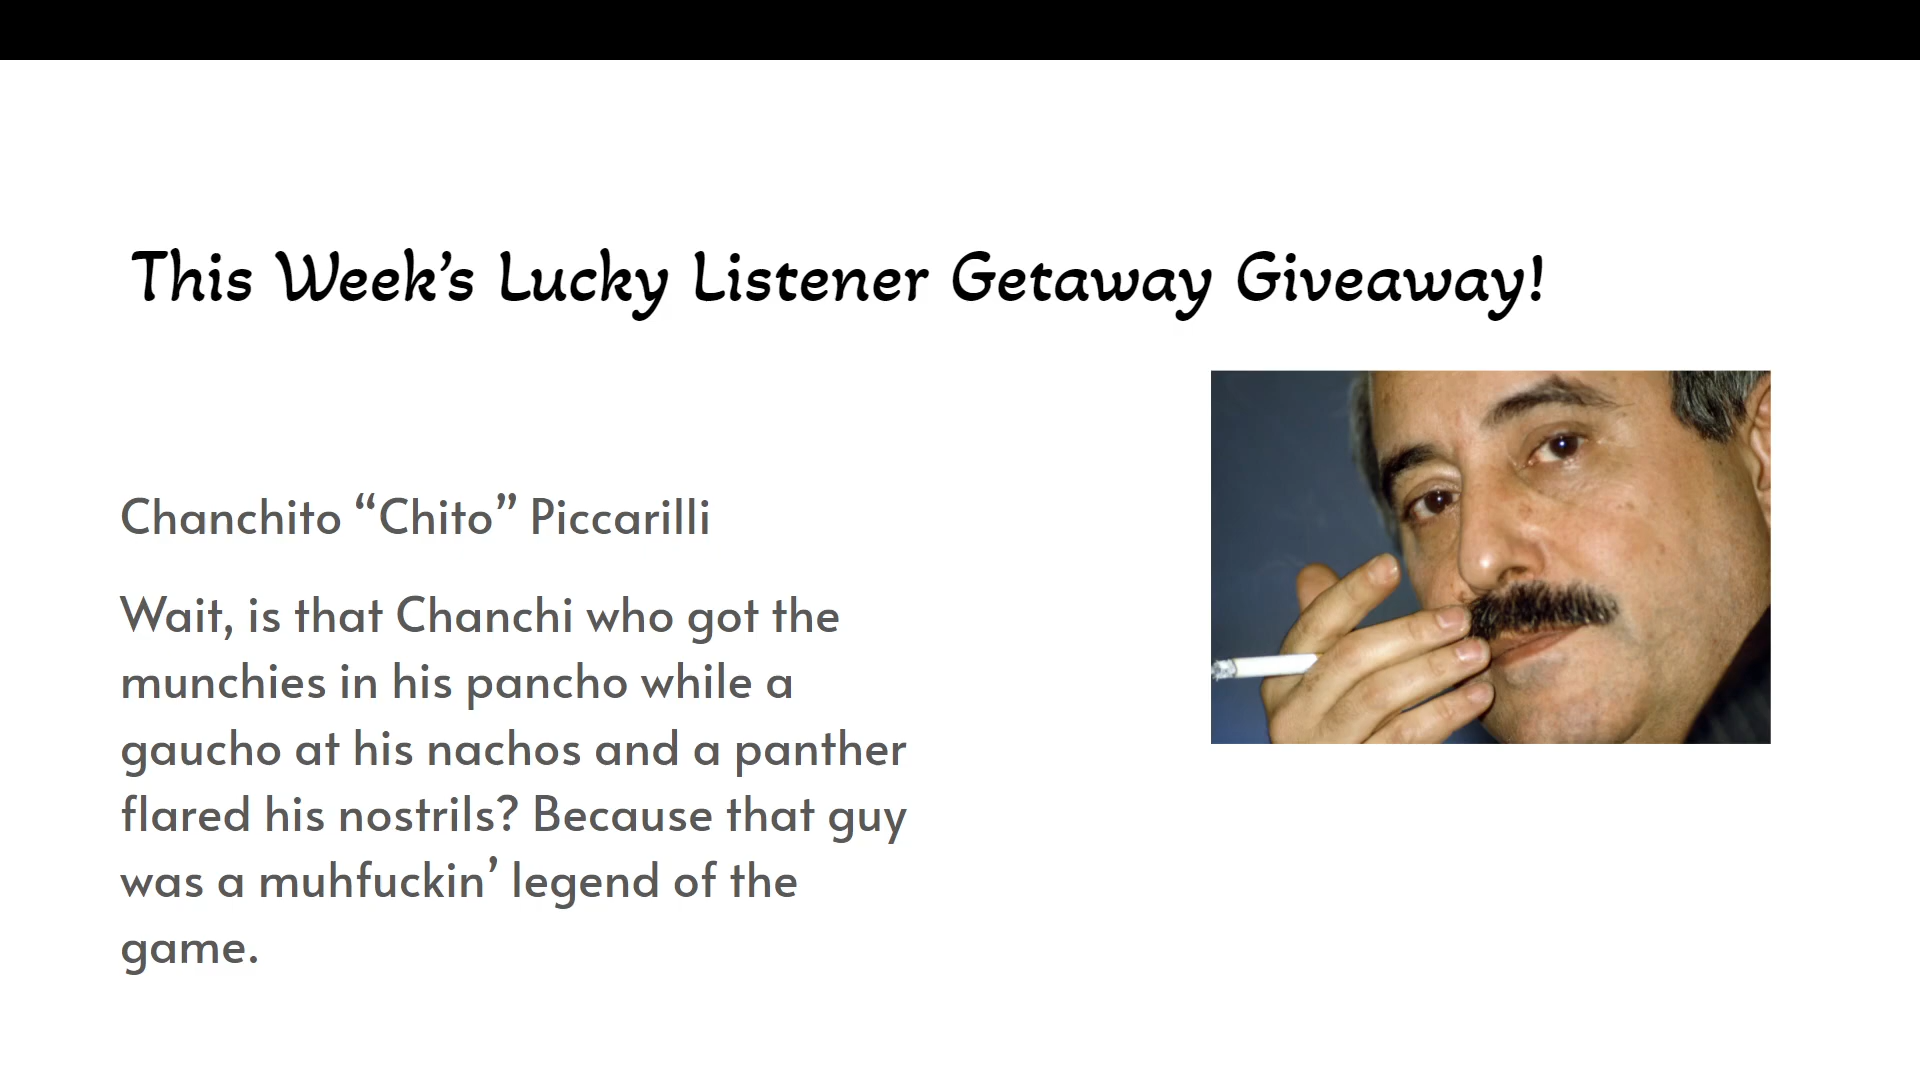 This Week’s Lucky Listener Getaway Giveaway!
Chanchito “Chito” Piccarilli
Wait, is that Chanchi who got the
munchies in his pancho while a
gaucho at his nachos and a panther
flared his nostrils? Because that guy
was a muhfuckin’ legend of the
game.